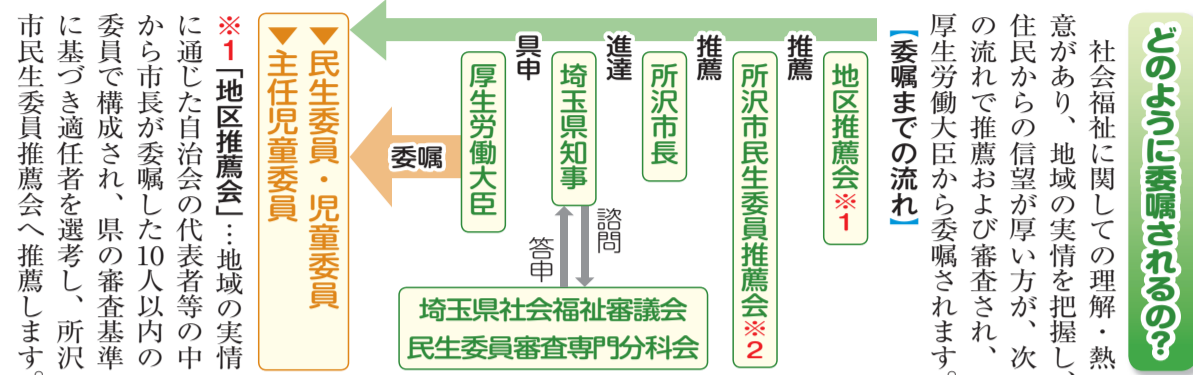 どのように委嘱されるの?
社会福祉に関しての理解・熱
意があり、地域の実情を把握し、
住民からの信望が厚い方が、次
の流れで推薦および審査され、
厚生労働大臣から委嘱されます。
【委嘱までの流れ】
地区推薦会※1
推薦
所沢市民生委員推薦会※2
推薦
所沢市長
進達
埼玉県知事
具申
厚生労働大臣
諮問
答申
埼玉県社会福祉審議会
民生委員審査専門分科会
委嘱
▼民生委員・児童委員
▼主任児童委員
※1「地区推薦会」…地域の実情
に通じた自治会の代表者等の中
から市長が委嘱した10人以内の
委員で構成され、県の審査基準
に基づき適任者を選考し、所沢
市民生委員推薦会へ推薦します。